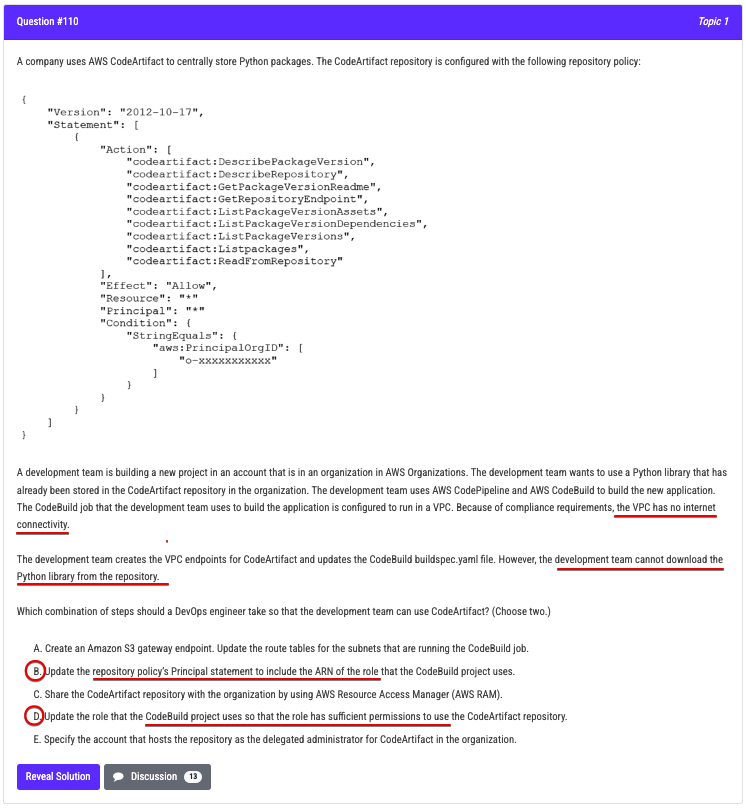 Question #110
Topic 1
A company uses AWS CodeArtifact to centrally store Python packages. The CodeArtifact repository is configured with the following repository policy:
{
"Version": "2012-10-17",
"Statement": [
{
"Action": [
"codeartifact:DescribePackageVersion",
"codeartifact:DescribeRepository",
"codeartifact:GetPackageVersionReadme",
"codeartifact:GetRepositoryEndpoint",
"codeartifact:ListPackageVersionAssets",
"codeartifact:ListPackageVersionDependencies",
"codeartifact:ListPackageVersions",
"codeartifact:Listpackages",
"codeartifact:ReadFromRepository"
],
"Effect": "Allow",
"Resource": "*"
"Principal": "*"
"Condition": {
"StringEquals": {
"aws:PrincipalOrgID": [
"o-xxxxxxxxxxx"
]
}
}
}
]
}
A development team is building a new project in an account that is in an organization in AWS Organizations. The development team wants to use a Python library that has
already been stored in the CodeArtifact repository in the organization. The development team uses AWS CodePipeline and AWS CodeBuild to build the new application.
The CodeBuild job that the development team uses to build the application is configured to run in a VPC. Because of compliance requirements, the VPC has no internet
connectivity.
The development team creates the VPC endpoints for CodeArtifact and updates the CodeBuild buildspec.yaml file. However, the development team cannot download the
Python library from the repository.
Which combination of steps should a DevOps engineer take so that the development team can use CodeArtifact? (Choose two.)
A. Create an Amazon S3 gateway endpoint. Update the route tables for the subnets that are running the CodeBuild job.
B. Update the repository policy's Principal statement to include the ARN of the role that the CodeBuild project uses.
C. Share the CodeArtifact repository with the organization by using AWS Resource Access Manager (AWS RAM).
D. Update the role that the CodeBuild project uses so that the role has sufficient permissions to use the CodeArtifact repository.
E. Specify the account that hosts the repository as the delegated administrator for CodeArtifact in the organization.
Reveal Solution
Discussion 13